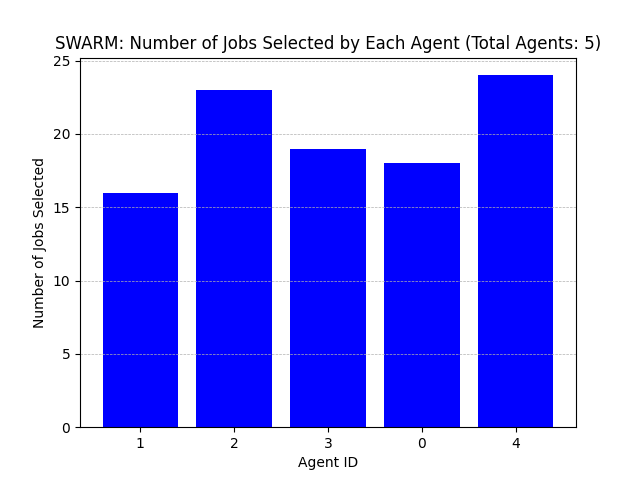 SWARM: Number of Jobs Selected by Each Agent (Total Agents: 5)
25
20
15
10
5
0
Number of Jobs Selected
1 2 3 0 4
Agent ID